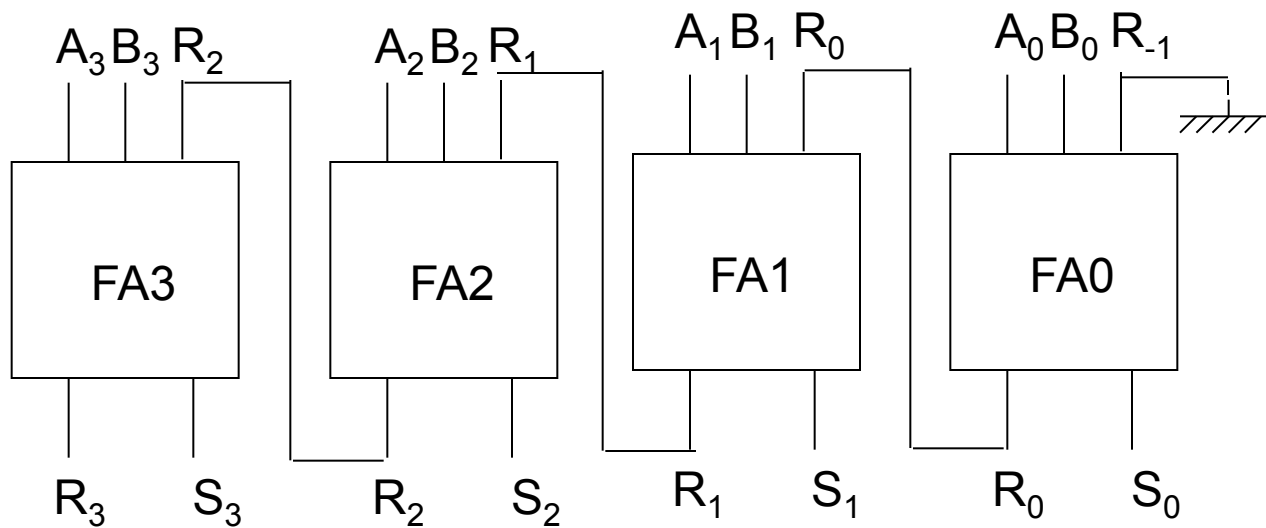 A₃ B₃ R₂ A₂ B₂ R₁ A₁ B₁ R₀ A₀ B₀ R₋₁
FA3 FA2 FA1 FA0
R₃ S₃ R₂ S₂ R₁ S₁ R₀ S₀